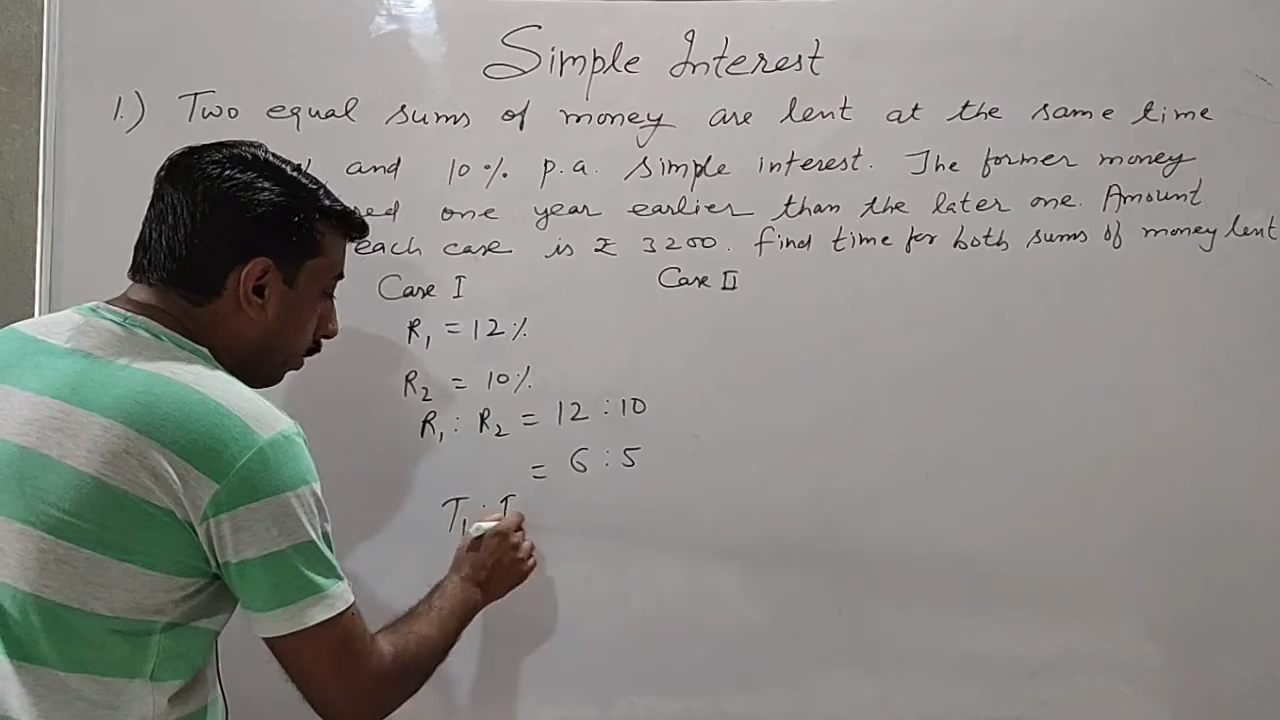 Simple Interest
1.) Two equal sums of money are lent at the same time
and 10% p.a. simple interest. The former money
one year earlier than the later one. Amount
each case is ₹ 3200. find time for both sums of money lent
Case I Case II
R₁ = 12%
R₂ = 10%
R₁ : R₂ = 12 : 10
= 6 : 5
T₁ :